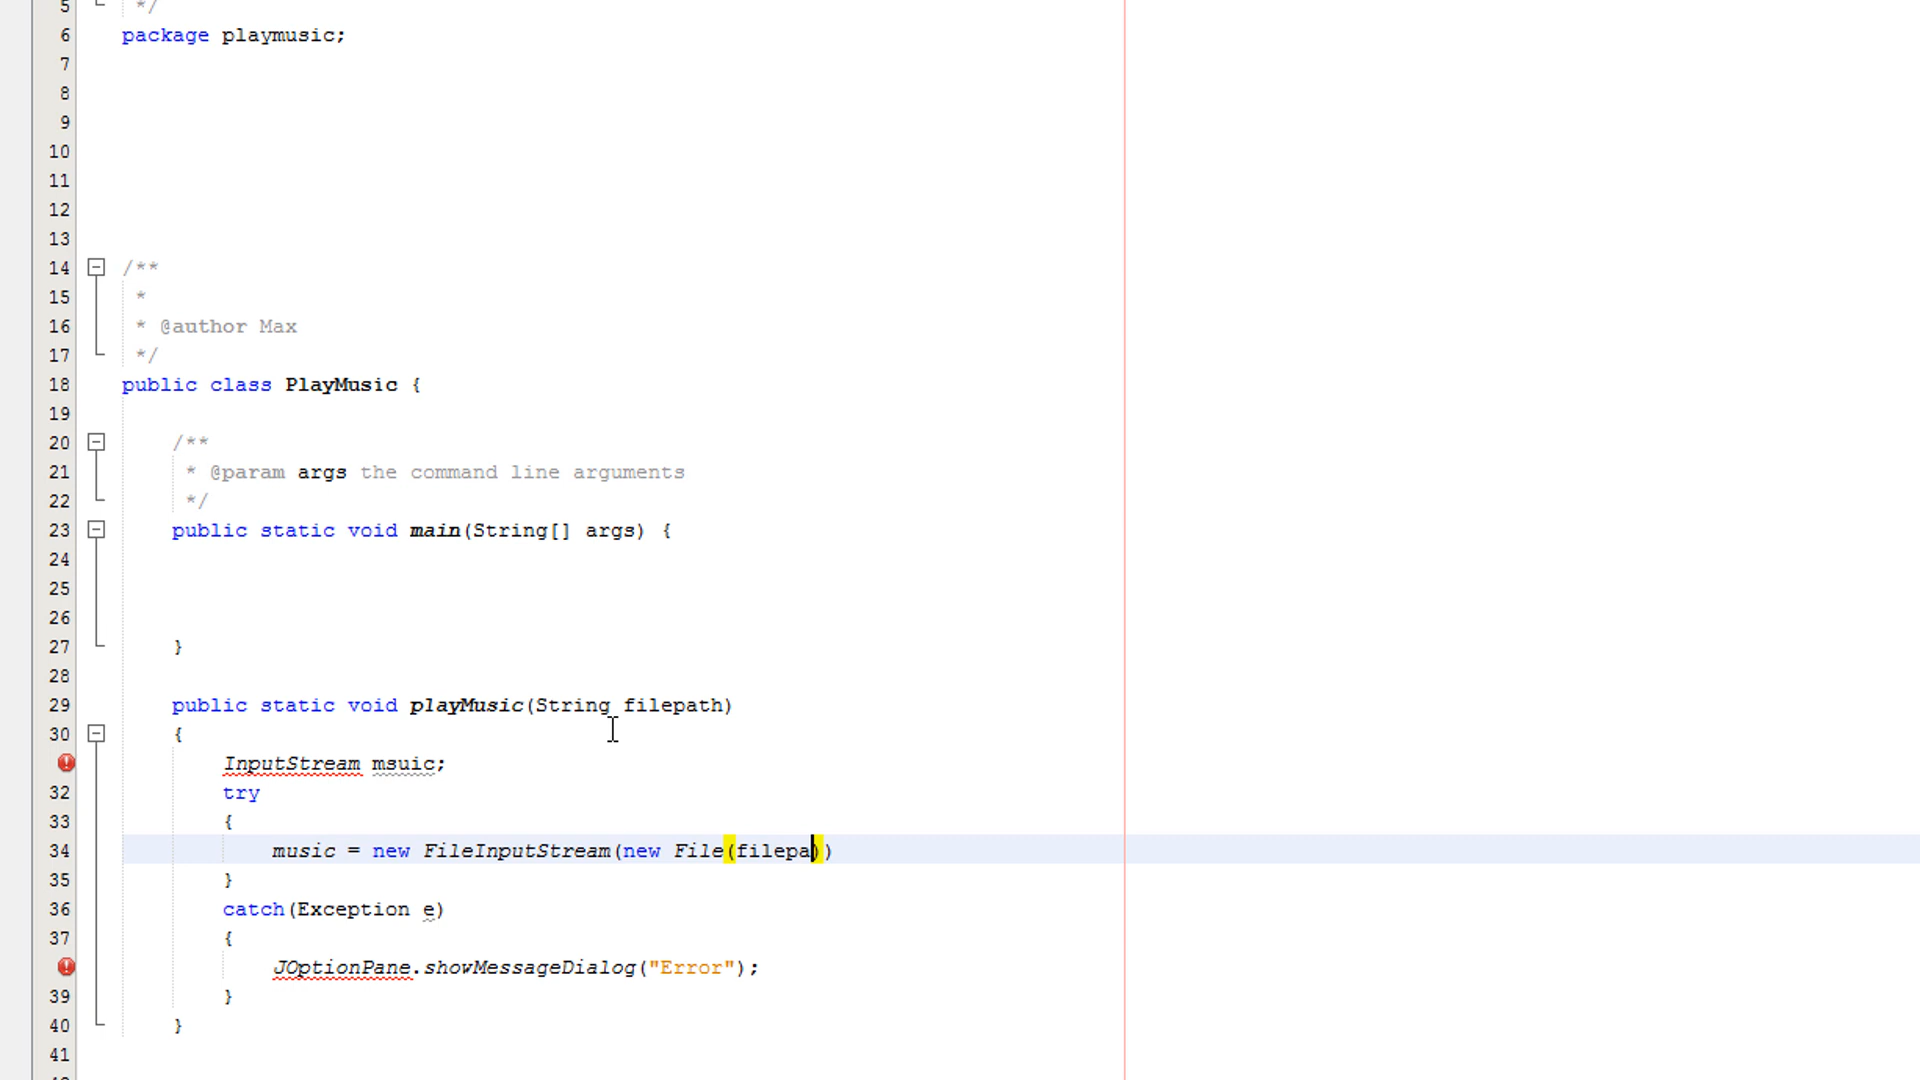 5 */
6 package playmusic;
7
8
9
10
11
12
13
14 /**
15 *
16 * @author Max
17 */
18 public class PlayMusic {
19
20 /**
21 * @param args the command line arguments
22 */
23 public static void main(String[] args) {
24
25
26
27 }
28
29 public static void playMusic(String filepath)
30 {
InputStream msuic;
32 try
33 {
34 music = new FileInputStream(new File(filepa))
35 }
36 catch(Exception e)
37 {
JOptionPane.showMessageDialog("Error");
39 }
40 }
41